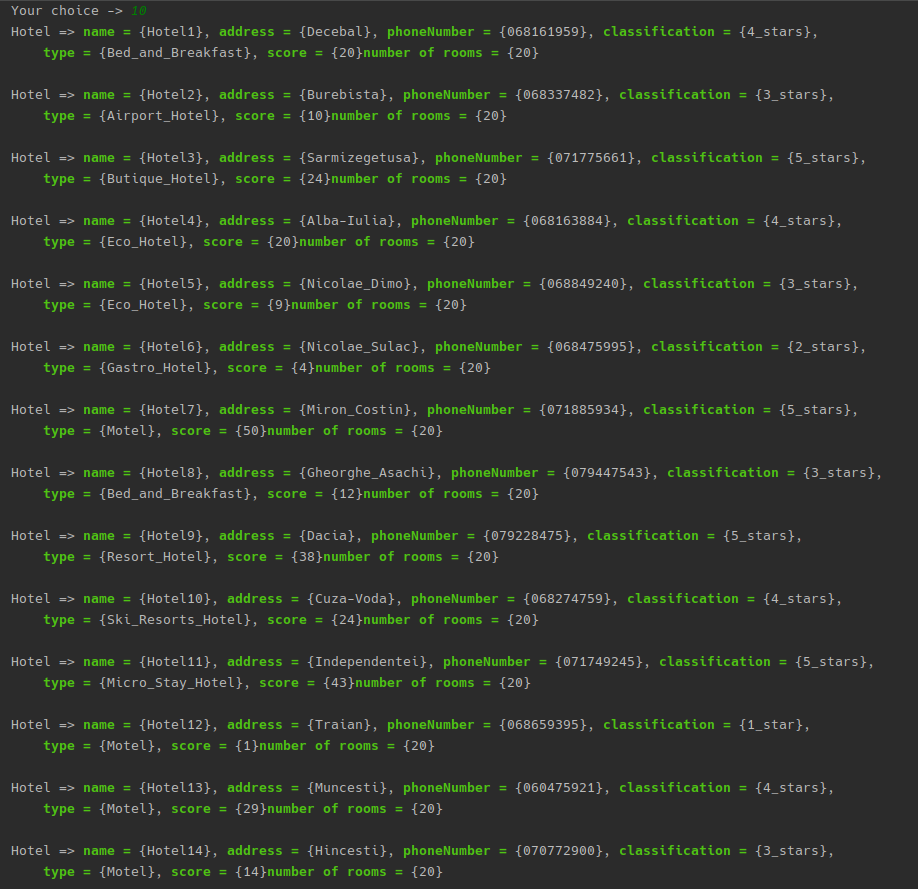 Your choice -> 10
Hotel => name = {Hotel1}, address = {Decebal}, phoneNumber = {068161959}, classification = {4_stars},
type = {Bed_and_Breakfast}, score = {20}number of rooms = {20}
Hotel => name = {Hotel2}, address = {Burebista}, phoneNumber = {068337482}, classification = {3_stars},
type = {Airport_Hotel}, score = {10}number of rooms = {20}
Hotel => name = {Hotel3}, address = {Sarmizegetusa}, phoneNumber = {071775661}, classification = {5_stars},
type = {Butique_Hotel}, score = {24}number of rooms = {20}
Hotel => name = {Hotel4}, address = {Alba-Iulia}, phoneNumber = {068163884}, classification = {4_stars},
type = {Eco_Hotel}, score = {20}number of rooms = {20}
Hotel => name = {Hotel5}, address = {Nicolae_Dimo}, phoneNumber = {068849240}, classification = {3_stars},
type = {Eco_Hotel}, score = {9}number of rooms = {20}
Hotel => name = {Hotel6}, address = {Nicolae_Sulac}, phoneNumber = {068475995}, classification = {2_stars},
type = {Gastro_Hotel}, score = {4}number of rooms = {20}
Hotel => name = {Hotel7}, address = {Miron_Costin}, phoneNumber = {071885934}, classification = {5_stars},
type = {Motel}, score = {50}number of rooms = {20}
Hotel => name = {Hotel8}, address = {Gheorghe_Asachi}, phoneNumber = {079447543}, classification = {3_stars},
type = {Bed_and_Breakfast}, score = {12}number of rooms = {20}
Hotel => name = {Hotel9}, address = {Dacia}, phoneNumber = {079228475}, classification = {5_stars},
type = {Resort_Hotel}, score = {38}number of rooms = {20}
Hotel => name = {Hotel10}, address = {Cuza-Voda}, phoneNumber = {068274759}, classification = {4_stars},
type = {Ski_Resorts_Hotel}, score = {24}number of rooms = {20}
Hotel => name = {Hotel11}, address = {Independentei}, phoneNumber = {071749245}, classification = {5_stars},
type = {Micro_Stay_Hotel}, score = {43}number of rooms = {20}
Hotel => name = {Hotel12}, address = {Traian}, phoneNumber = {068659395}, classification = {1_star},
type = {Motel}, score = {1}number of rooms = {20}
Hotel => name = {Hotel13}, address = {Muncesti}, phoneNumber = {060475921}, classification = {4_stars},
type = {Motel}, score = {29}number of rooms = {20}
Hotel => name = {Hotel14}, address = {Hincesti}, phoneNumber = {070772900}, classification = {3_stars},
type = {Motel}, score = {14}number of rooms = {20}